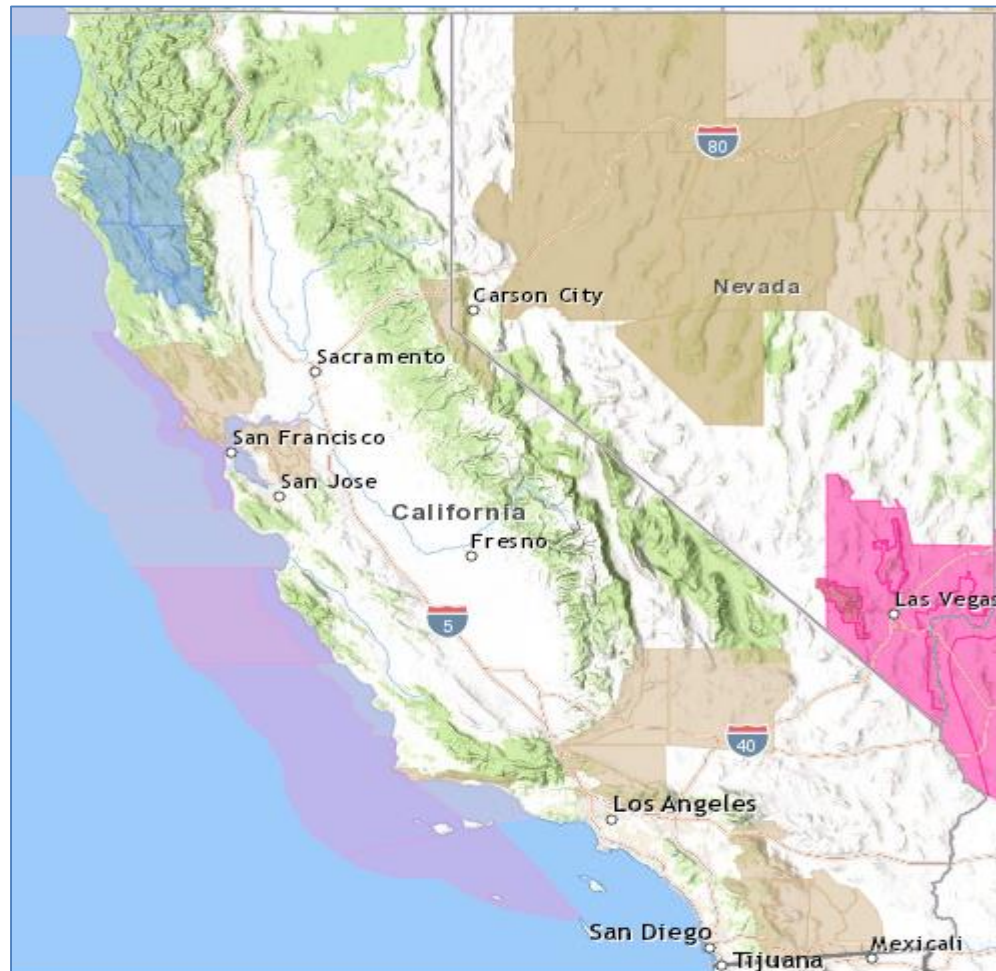 80
Nevada
Carson City
Sacramento
San Francisco
San Jose
California
Fresno
Las Vegas
5
40
Los Angeles
San Diego
Tijuana
Mexicali